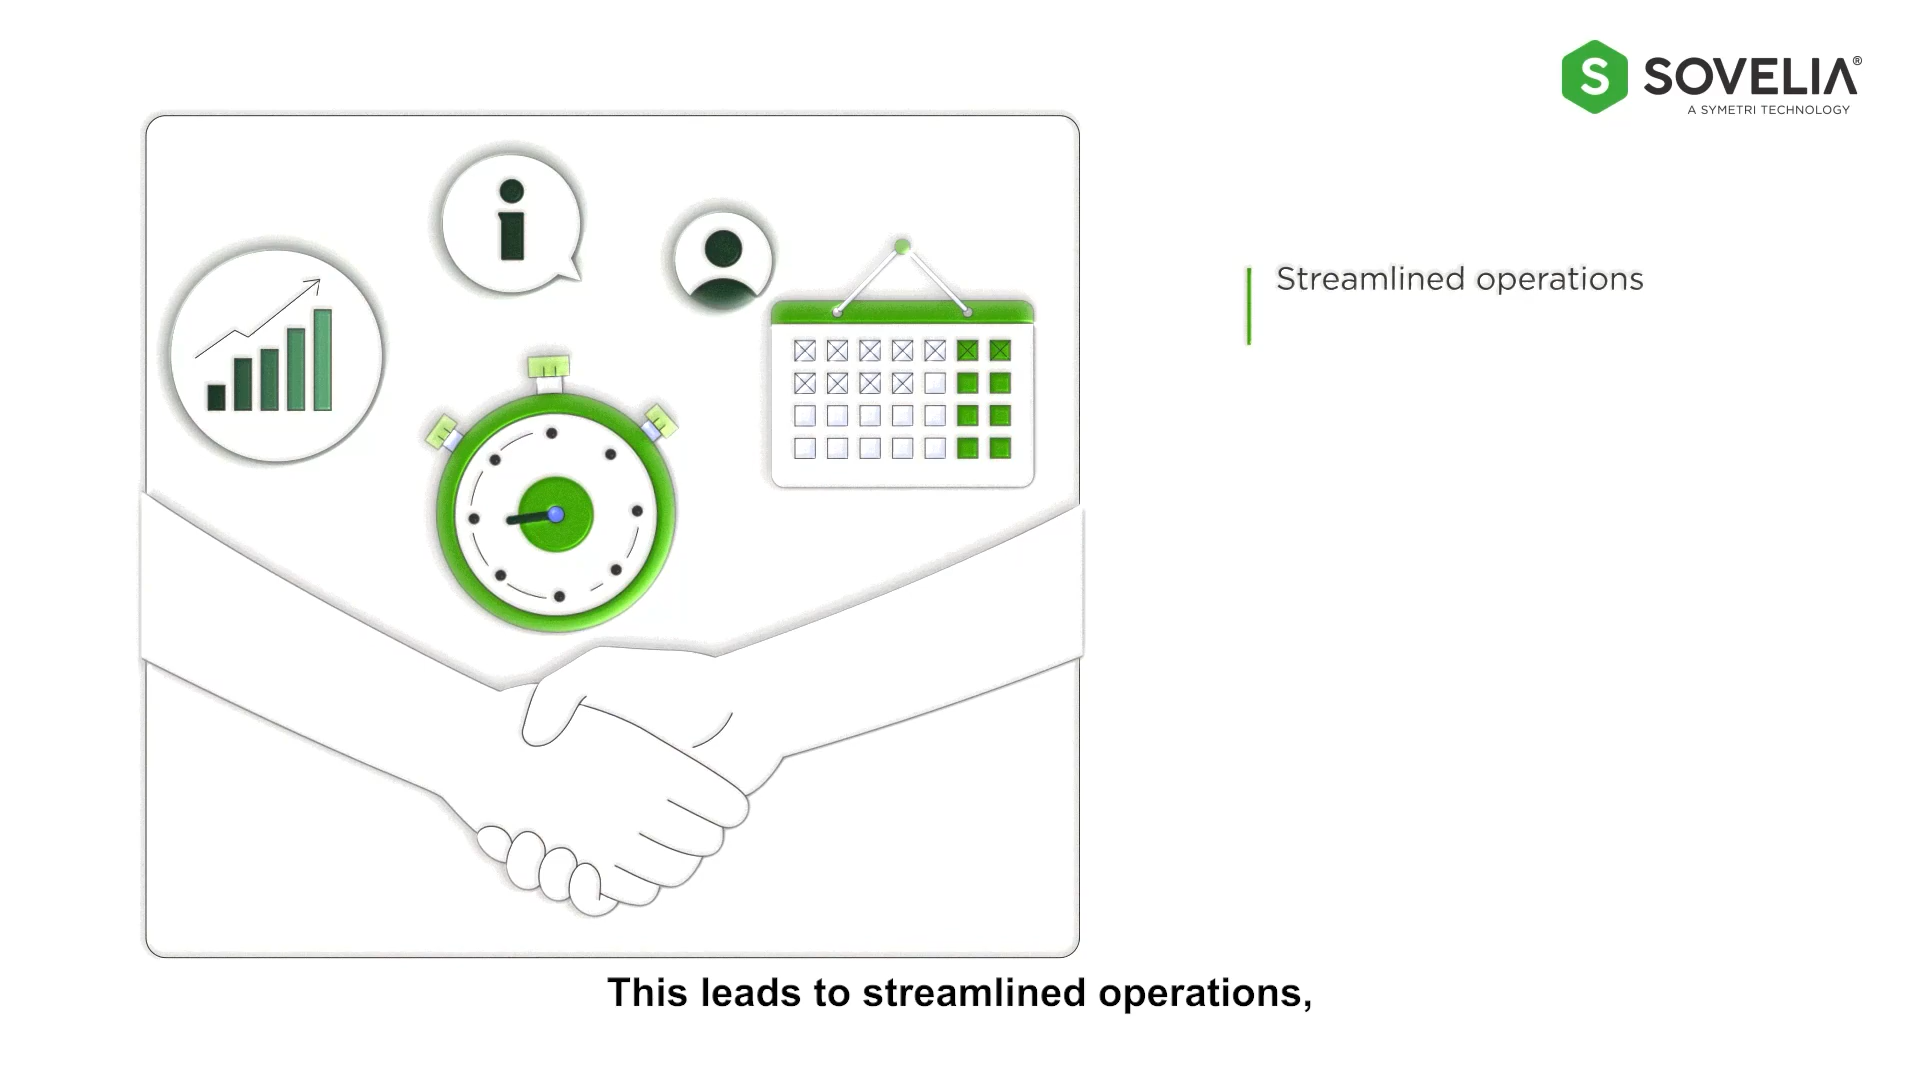 S SOVELIA®
A SYMETRI TECHNOLOGY
i
Streamlined operations
This leads to streamlined operations,